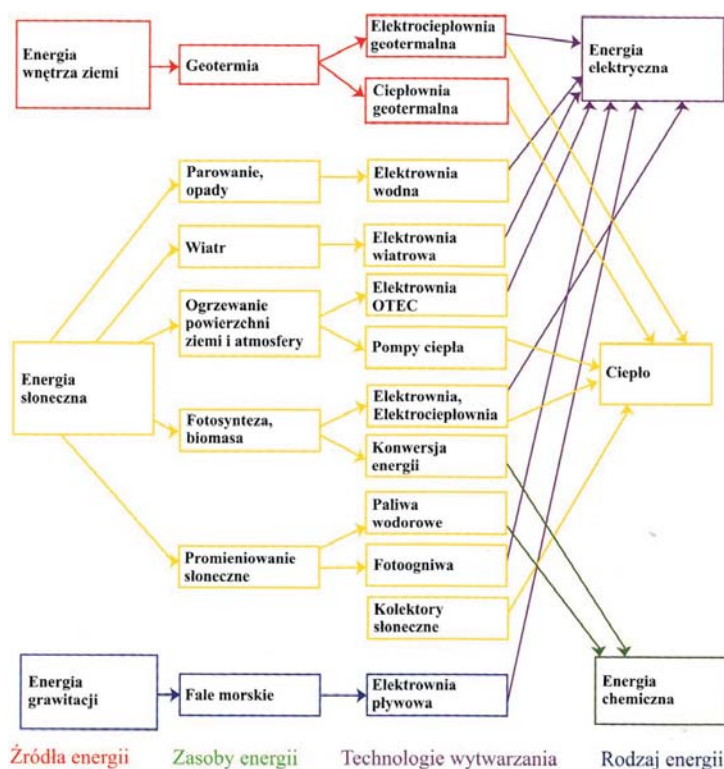 Energia
wnętrza ziemi
Geotermia
Elektrociepłownia
geotermalna
Ciepłownia
geotermalna
Energia
elektryczna
Parowanie,
opady
Elektrownia
wodna
Wiatr
Elektrownia
wiatrowa
Ogrzewanie
powierzchni
ziemi i atmosfery
Elektrownia
OTEC
Pompy ciepła
Energia
słoneczna
Ciepło
Fotosynteza,
biomasa
Elektrownia,
Elektrociepłownia
Konwersja
energii
Promieniowanie
słoneczne
Paliwa
wodorowe
Fotoogniwa
Kolektory
słoneczne
Energia
grawitacji
Fale morskie
Elektrownia
pływowa
Energia
chemiczna
Źródła energii
Zasoby energii
Technologie wytwarzania
Rodzaj energii